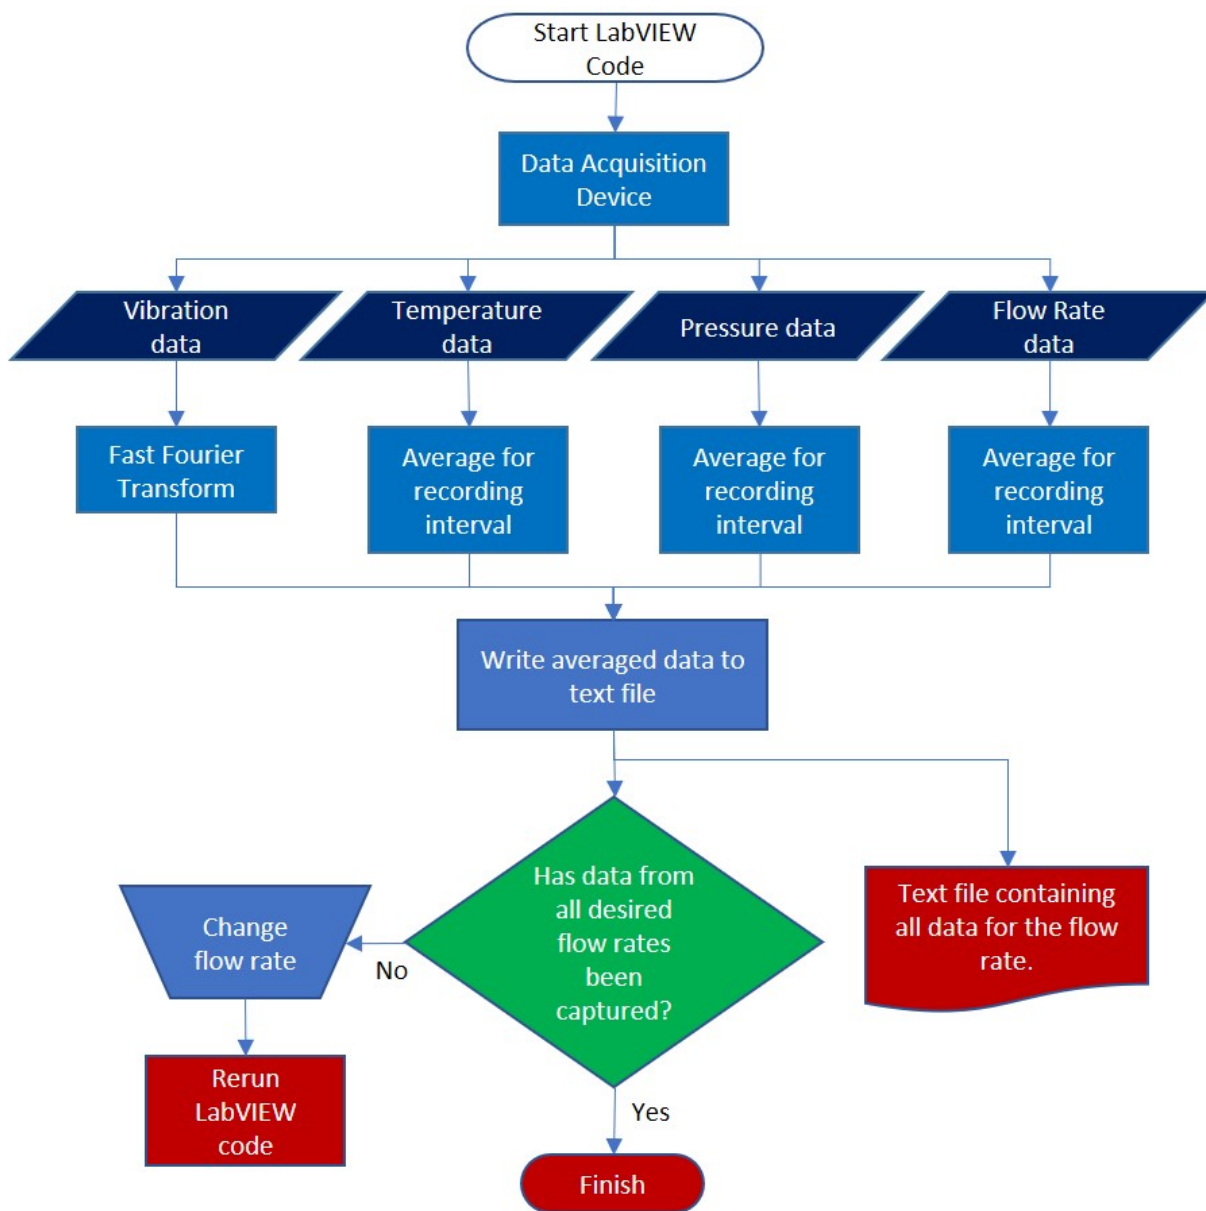 Start LabVIEW
Code
Data Acquisition
Device
Vibration
data
Temperature
data
Pressure data
Flow Rate
data
Fast Fourier
Transform
Average for
recording
interval
Average for
recording
interval
Average for
recording
interval
Write averaged data to
text file
Has data from
all desired
flow rates
been
captured?
Text file containing
all data for the flow
rate.
Change
flow rate
No
Rerun
LabVIEW
code
Yes
Finish